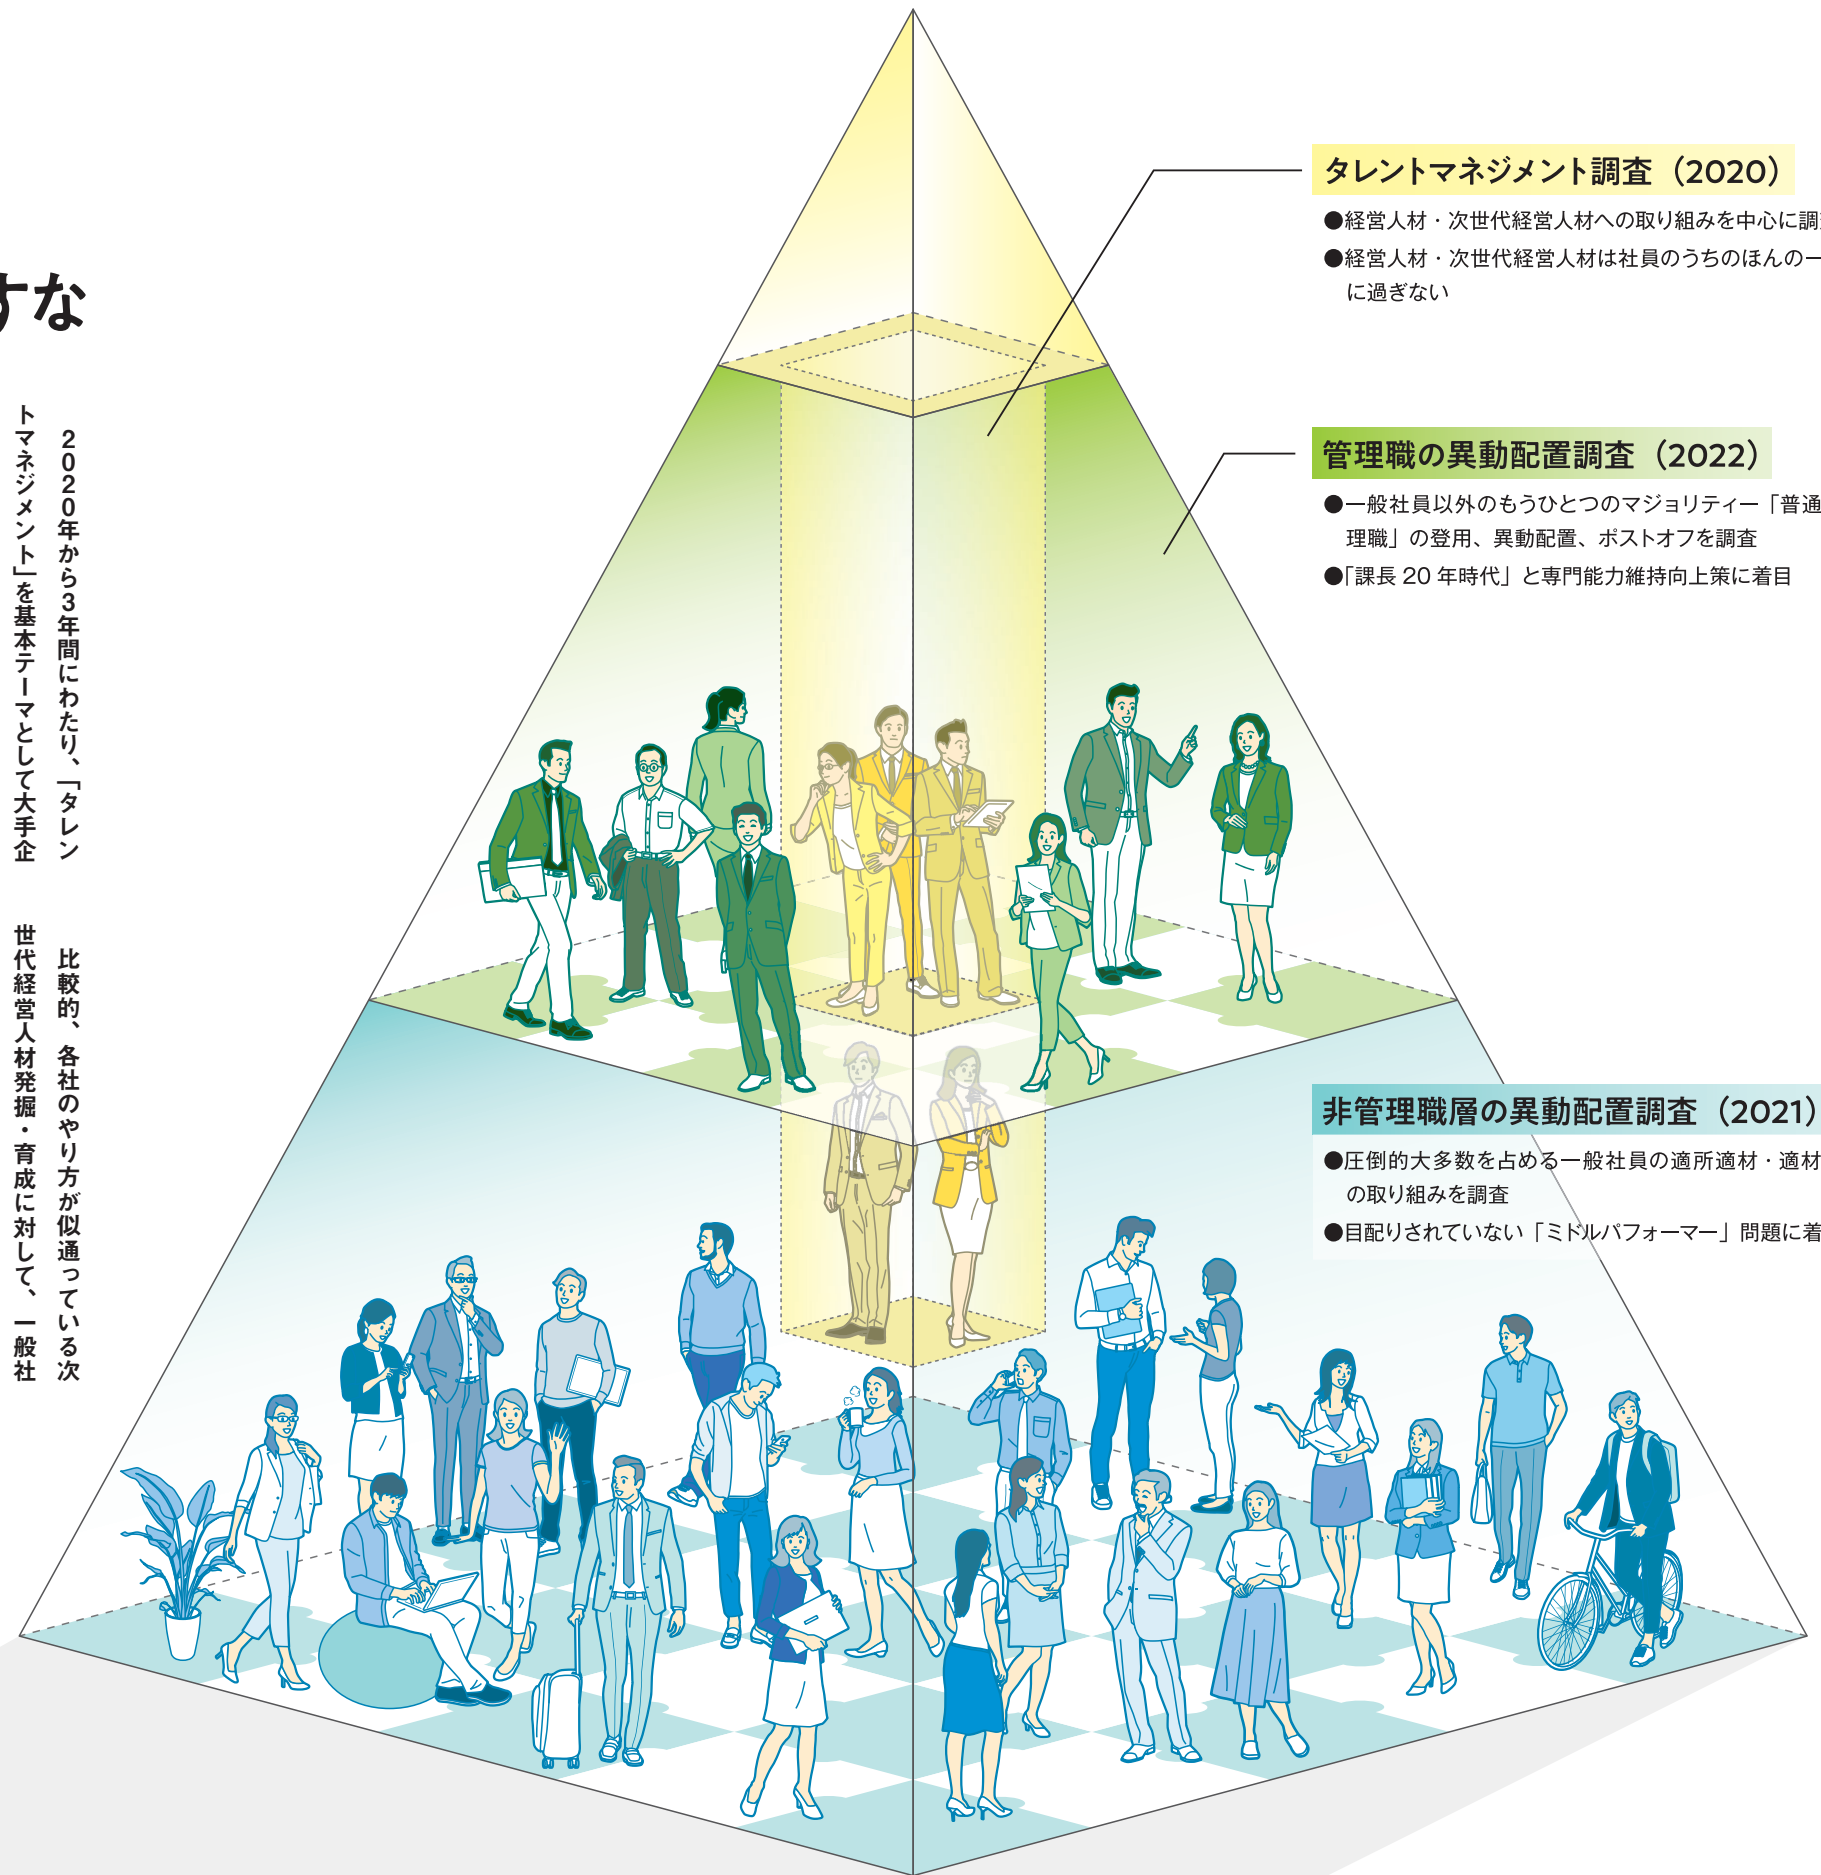 すな
2020年から3年間にわたり、「タレン
トマネジメント」を基本テーマとして大手企
比較的、各社のやり方が似通っている次
世代経営人材発掘・育成に対して、一般社
タレントマネジメント調査（2020）
●経営人材・次世代経営人材への取り組みを中心に調
●経営人材・次世代経営人材は社員のうちのほんの一
に過ぎない
管理職の異動配置調査（2022）
●一般社員以外のもうひとつのマジョリティー「普通
理職」の登用、異動配置、ポストオフを調査
●「課長 20 年時代」と専門能力維持向上策に着目
非管理職層の異動配置調査（2021）
●圧倒的大多数を占める一般社員の適所適材・適材
の取り組みを調査
●目配りされていない「ミドルパフォーマー」問題に着